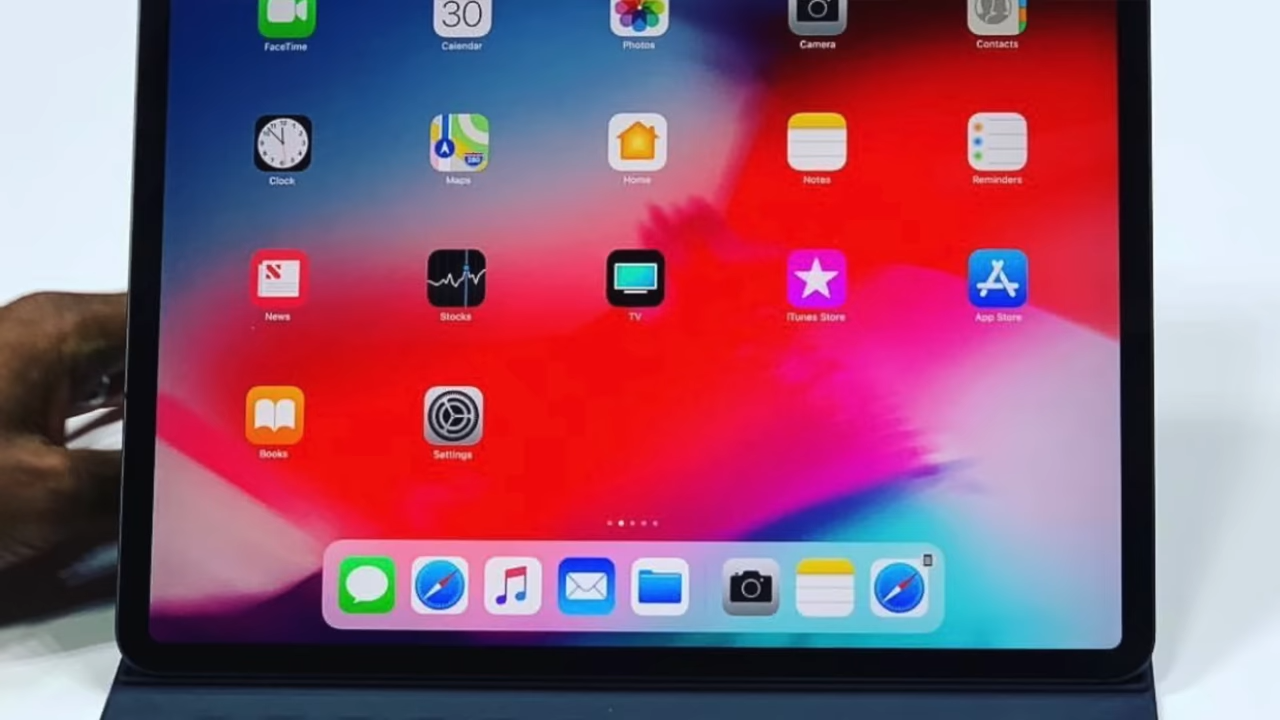 FaceTime
30
Calendar
Photos
Camera
Contacts
Clock
Maps
280
Home
Notes
Reminders
News
Stocks
TV
iTunes Store
App Store
Books
Settings